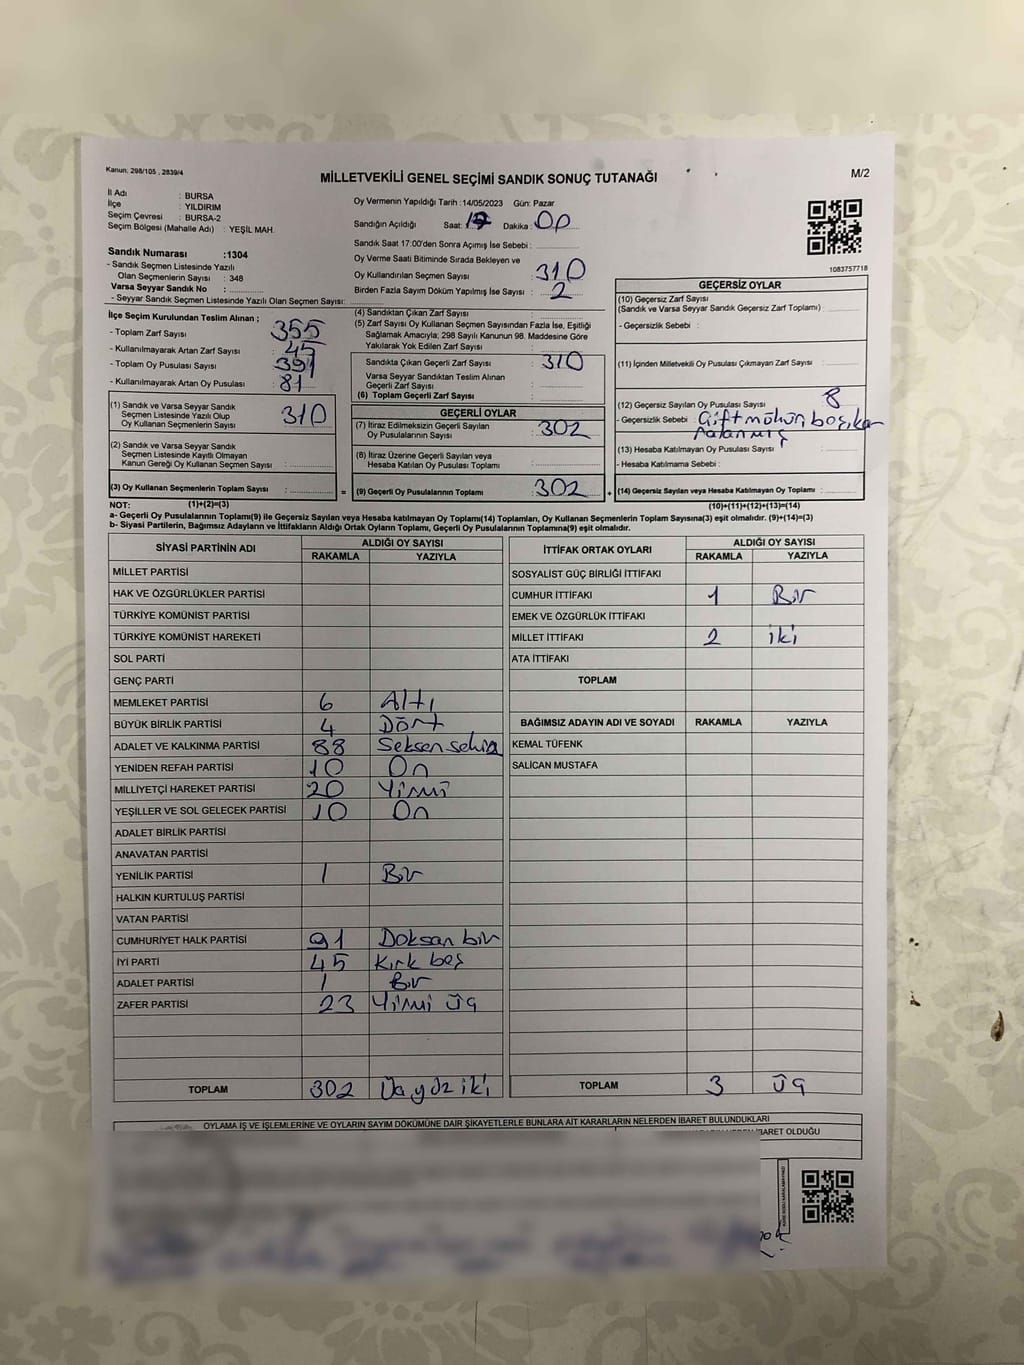 Kanun. 298/105 , 2839/4
MİLLETVEKİLİ GENEL SEÇİMİ SANDIK SONUÇ TUTANAĞI
M/2
İl Adı : BURSA
İlçe : YILDIRIM
Seçim Çevresi : BURSA-2
Seçim Bölgesi (Mahalle Adı) : YEŞİL MAH.
Sandık Numarası :1304
- Sandık Seçmen Listesinde Yazılı
Olan Seçmenlerin Sayısı : 348
Varsa Seyyar Sandık No :
- Seyyar Sandık Seçmen Listesinde Yazılı Olan Seçmen Sayısı:
Oy Vermenin Yapıldığı Tarih : 14/05/2023 Gün: Pazar
Sandığın Açıldığı Saat: 17 Dakika : 00
Sandık Saat 17:00'den Sonra Açımış İse Sebebi :
Oy Verme Saati Bitiminde Sırada Bekleyen ve
Oy Kullandırılan Seçmen Sayısı : 310
Birden Fazla Sayım Döküm Yapılmış İse Sayısı : 2
1083757718
İlçe Seçim Kurulundan Teslim Alınan ;
- Toplam Zarf Sayısı : 355
- Kullanılmayarak Artan Zarf Sayısı : 45
- Toplam Oy Pusulası Sayısı : 391
- Kullanılmayarak Artan Oy Pusulası : 81
(1) Sandık ve Varsa Seyyar Sandık
Seçmen Listesinde Yazılı Olup
Oy Kullanan Seçmenlerin Sayısı : 310
(2) Sandık ve Varsa Seyyar Sandık
Seçmen Listesinde Kayıtlı Olmayan
Kanun Gereği Oy Kullanan Seçmen Sayısı :
(3) Oy Kullanan Seçmenlerin Toplam Sayısı :
(4) Sandıktan Çıkan Zarf Sayısı :
(5) Zarf Sayısı Oy Kullanan Seçmen Sayısından Fazla İse, Eşitliği
Sağlamak Amacıyla; 298 Sayılı Kanunun 98. Maddesine Göre
Yakılarak Yok Edilen Zarf Sayısı :
Sandıkta Çıkan Geçerli Zarf Sayısı : 310
Varsa Seyyar Sandıktan Teslim Alınan
Geçerli Zarf Sayısı :
(6) Toplam Geçerli Zarf Sayısı :
GEÇERLİ OYLAR
(7) İtiraz Edilmeksizin Geçerli Sayılan
Oy Pusulalarının Sayısı : 302
(8) İtiraz Üzerine Geçerli Sayılan veya
Hesaba Katılan Oy Pusulası Toplamı :
= (9) Geçerli Oy Pusulalarının Toplamı : 302 +
GEÇERSİZ OYLAR
(10) Geçersiz Zarf Sayısı
(Sandık ve Varsa Seyyar Sandık Geçersiz Zarf Toplamı) :
- Geçersizlik Sebebi :
(11) İçinden Milletvekili Oy Pusulası Çıkmayan Zarf Sayısı :
(12) Geçersiz Sayılan Oy Pusulası Sayısı : 8
- Geçersizlik Sebebi : Çift mühür, boş,
(13) Hesaba Katılmayan Oy Pusulası Sayısı :
- Hesaba Katılmama Sebebi :
(14) Geçersiz Sayılan veya Hesaba Katılmayan Oy Toplamı :
NOT: (1)+(2)=(3) (10)+(11)+(12)+(13)=(14)
a- Geçerli Oy Pusulalarının Toplamı(9) ile Geçersiz Sayılan veya Hesaba katılmayan Oy Toplamı(14) Toplamları, Oy Kullanan Seçmenlerin Toplam Sayısına(3) eşit olmalıdır. (9)+(14)=(3)
b- Siyasi Partilerin, Bağımsız Adayların ve İttifakların Aldığı Ortak Oyların Toplamı, Geçerli Oy Pusulalarının Toplamına(9) eşit olmalıdır.
SİYASİ PARTİNİN ADI ALDIĞI OY SAYISI
RAKAMLA YAZIYLA
MİLLET PARTİSİ
HAK VE ÖZGÜRLÜKLER PARTİSİ
TÜRKİYE KOMÜNİST PARTİSİ
TÜRKİYE KOMÜNİST HAREKETİ
SOL PARTİ
GENÇ PARTİ
MEMLEKET PARTİSİ 6 Altı
BÜYÜK BİRLİK PARTİSİ 4 Dört
ADALET VE KALKINMA PARTİSİ 88 Seksen sekiz
YENİDEN REFAH PARTİSİ 10 On
MİLLİYETÇİ HAREKET PARTİSİ 20 Yirmi
YEŞİLLER VE SOL GELECEK PARTİSİ 10 On
ADALET BİRLİK PARTİSİ
ANAVATAN PARTİSİ
YENİLİK PARTİSİ 1 Bir
HALKIN KURTULUŞ PARTİSİ
VATAN PARTİSİ
CUMHURİYET HALK PARTİSİ 91 Doksan bir
İYİ PARTİ 45 Kırk beş
ADALET PARTİSİ 1 Bir
ZAFER PARTİSİ 23 Yirmi üç
TOPLAM 302 Üç yüz iki
İTTİFAK ORTAK OYLARI ALDIĞI OY SAYISI
RAKAMLA YAZIYLA
SOSYALİST GÜÇ BİRLİĞİ İTTİFAKI
CUMHUR İTTİFAKI 1 Bir
EMEK VE ÖZGÜRLÜK İTTİFAKI
MİLLET İTTİFAKI 2 iki
ATA İTTİFAKI
TOPLAM
BAĞIMSIZ ADAYIN ADI VE SOYADI RAKAMLA YAZIYLA
KEMAL TÜFENK
SALİCAN MUSTAFA
TOPLAM 3 üç
OYLAMA İŞ VE İŞLEMLERİNE VE OYLARIN SAYIM DÖKÜMÜNE DAİR ŞİKAYETLERLE BUNLARA AİT KARARLARIN NELERDEN İBARET BULUNDUKLARI
İBARET OLDUĞU